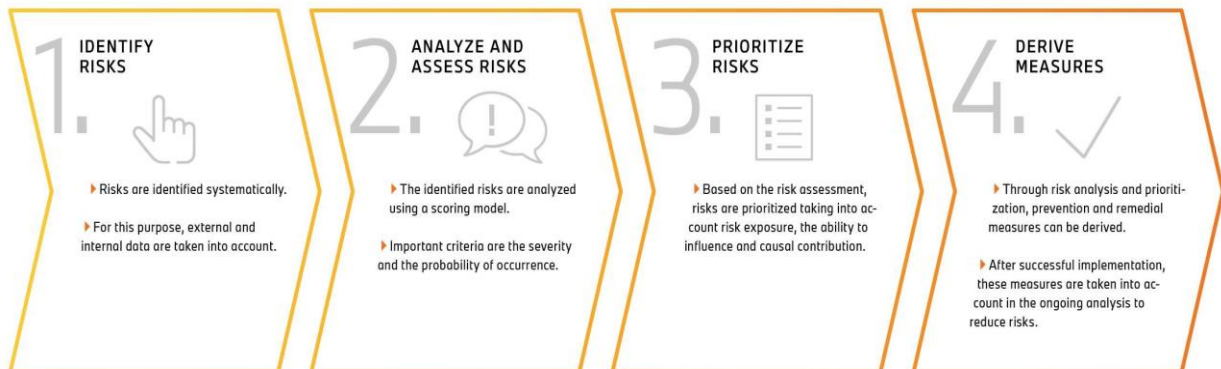 1.
IDENTIFY
RISKS
▶ Risks are identified systematically.
▶ For this purpose, external and
internal data are taken into account.
2.
ANALYZE AND
ASSESS RISKS
!
▶ The identified risks are analyzed
using a scoring model.
▶ Important criteria are the severity
and the probability of occurrence.
3.
PRIORITIZE
RISKS
▶ Based on the risk assessment,
risks are prioritized taking into ac-
count risk exposure, the ability to
influence and causal contribution.
4.
DERIVE
MEASURES
▶ Through risk analysis and prioriti-
zation, prevention and remedial
measures can be derived.
▶ After successful implementation,
these measures are taken into ac-
count in the ongoing analysis to
reduce risks.